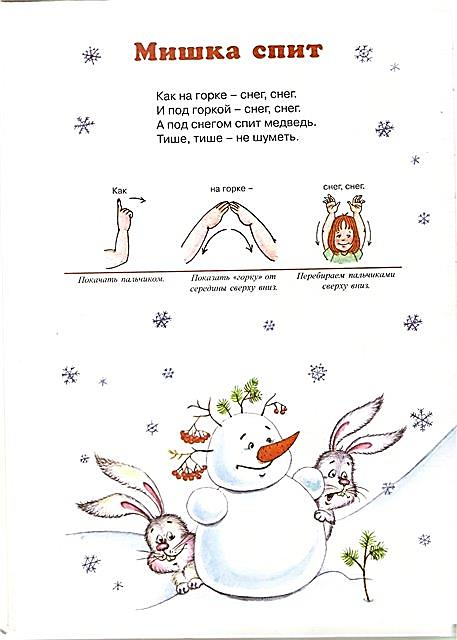 Мишка спит
Как на горке – снег, снег.
И под горкой – снег, снег.
А под снегом спит медведь.
Тише, тише – не шуметь.
Как
на горке –
снег, снег.
Покачать пальчиком.
Показать «горку» от
середины сверху вниз.
Перебираем пальчиками
сверху вниз.